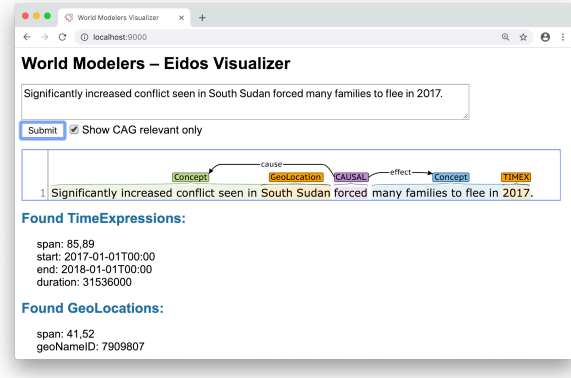 World Modelers Visualizer
localhost:9000
World Modelers – Eidos Visualizer
Significantly increased conflict seen in South Sudan forced many families to flee in 2017.
Submit Show CAG relevant only
cause
Concept GeoLocation CAUSAL effect Concept TIMEX
1 Significantly increased conflict seen in South Sudan forced many families to flee in 2017.
Found TimeExpressions:
span: 85,89
start: 2017-01-01T00:00
end: 2018-01-01T00:00
duration: 31536000
Found GeoLocations:
span: 41,52
geoNameID: 7909807